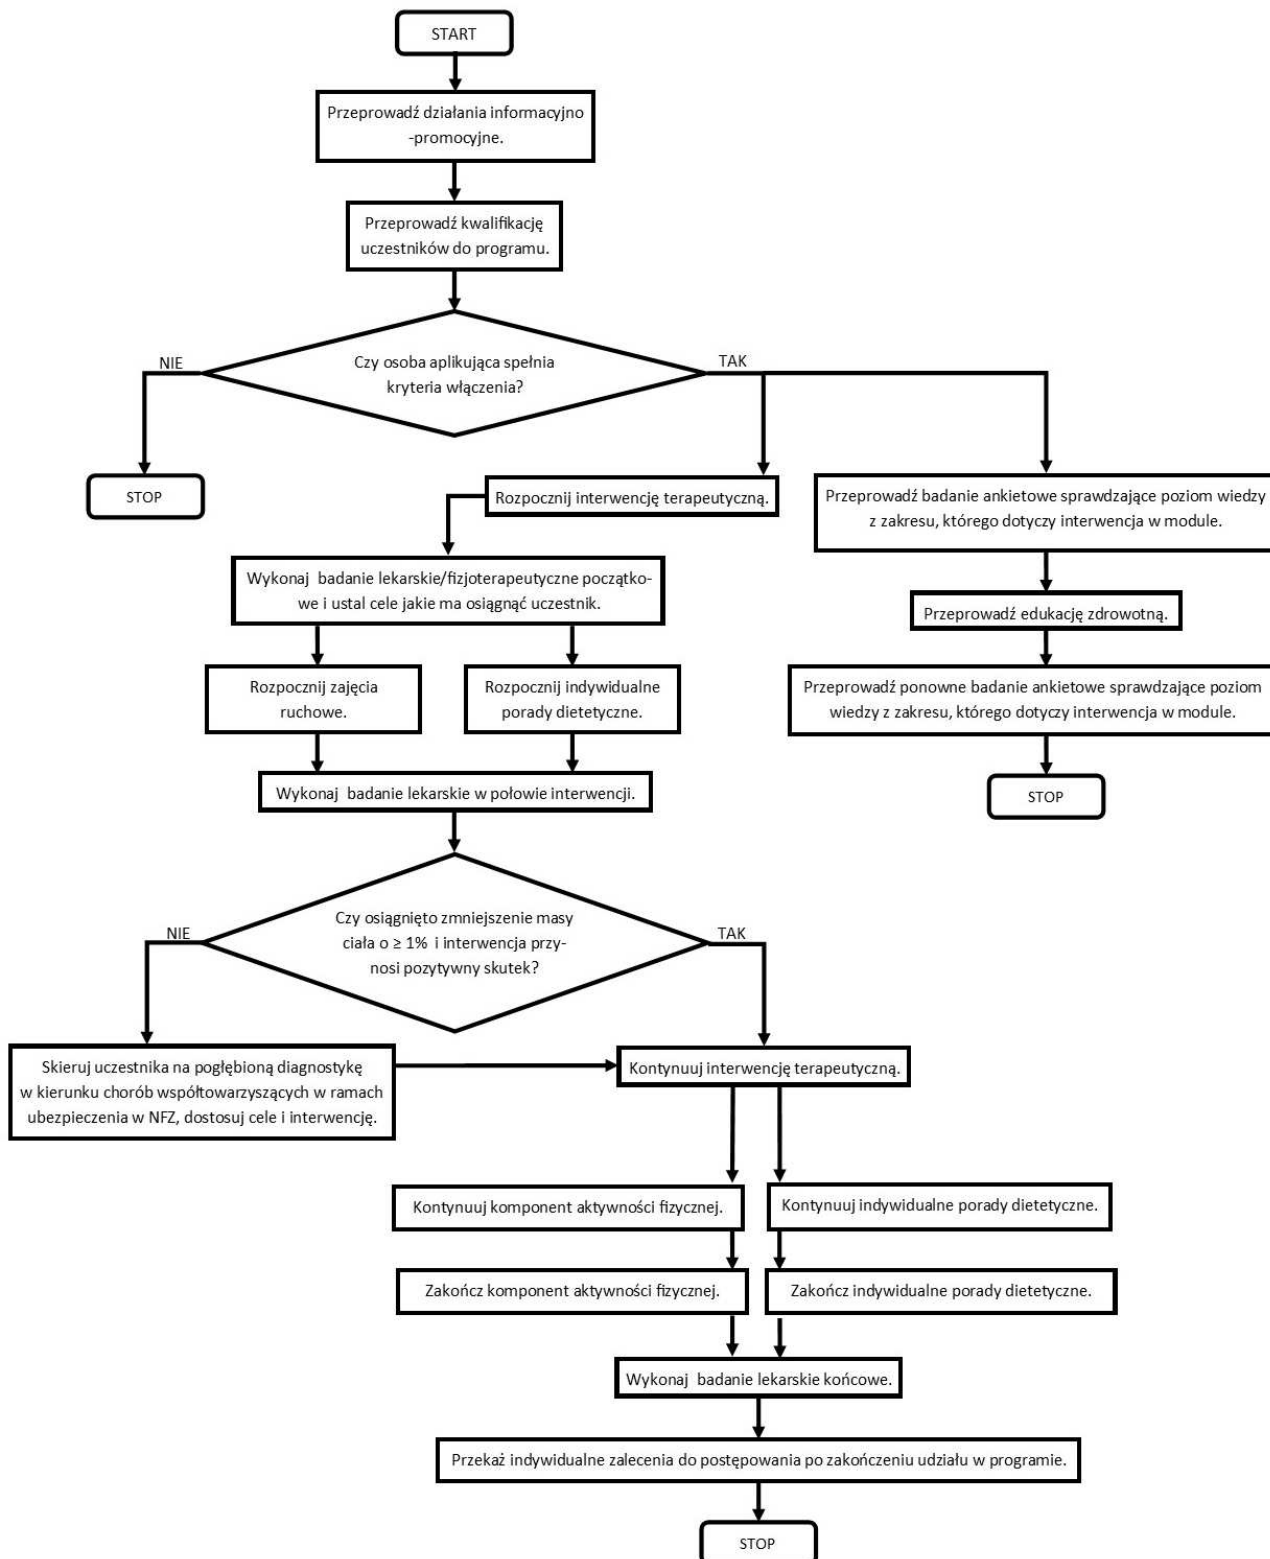 START
Przeprowadź działania informacyjno
-promocyjne.
Przeprowadź kwalifikację
uczestników do programu.
Czy osoba aplikująca spełnia
kryteria włączenia?
NIE
TAK
STOP
Rozpocznij interwencję terapeutyczną.
Wykonaj badanie lekarskie/fizjoterapeutyczne początko-
we i ustal cele jakie ma osiągnąć uczestnik.
Rozpocznij zajęcia
ruchowe.
Rozpocznij indywidualne
porady dietetyczne.
Wykonaj badanie lekarskie w połowie interwencji.
Przeprowadź badanie ankietowe sprawdzające poziom wiedzy
z zakresu, którego dotyczy interwencja w module.
Przeprowadź edukację zdrowotną.
Przeprowadź ponowne badanie ankietowe sprawdzające poziom
wiedzy z zakresu, którego dotyczy interwencja w module.
STOP
Czy osiągnięto zmniejszenie masy
ciała o ≥ 1% i interwencja przy-
nosi pozytywny skutek?
NIE
TAK
Skieruj uczestnika na pogłębioną diagnostykę
w kierunku chorób współtowarzyszących w ramach
ubezpieczenia w NFZ, dostosuj cele i interwencję.
Kontynuuj interwencję terapeutyczną.
Kontynuuj komponent aktywności fizycznej.
Kontynuuj indywidualne porady dietetyczne.
Zakończ komponent aktywności fizycznej.
Zakończ indywidualne porady dietetyczne.
Wykonaj badanie lekarskie końcowe.
Przekaż indywidualne zalecenia do postępowania po zakończeniu udziału w programie.
STOP